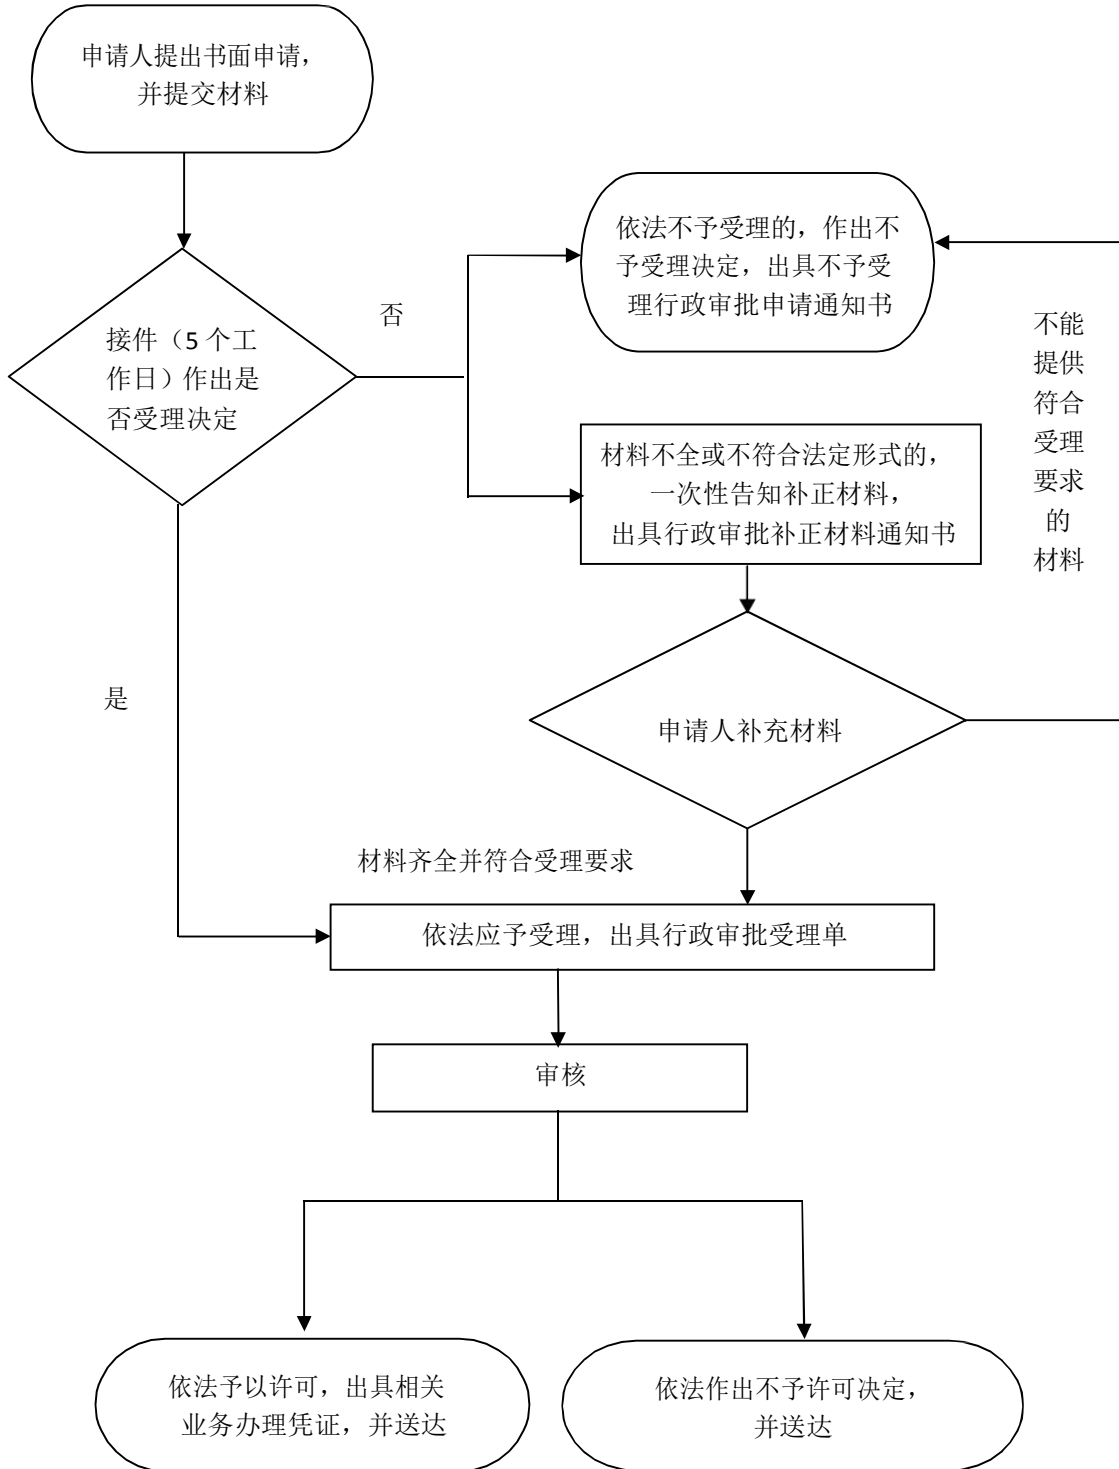 申请人提出书面申请，
并提交材料
依法不予受理的，作出不
予受理决定，出具不予受
理行政审批申请通知书
否
接件（5 个工
作日）作出是
否受理决定
不能
提供
符合
受理
要求
的
材料
材料不全或不符合法定形式的，
一次性告知补正材料，
出具行政审批补正材料通知书
是
申请人补充材料
材料齐全并符合受理要求
依法应予受理，出具行政审批受理单
审核
依法予以许可，出具相关
业务办理凭证，并送达
依法作出不予许可决定，
并送达